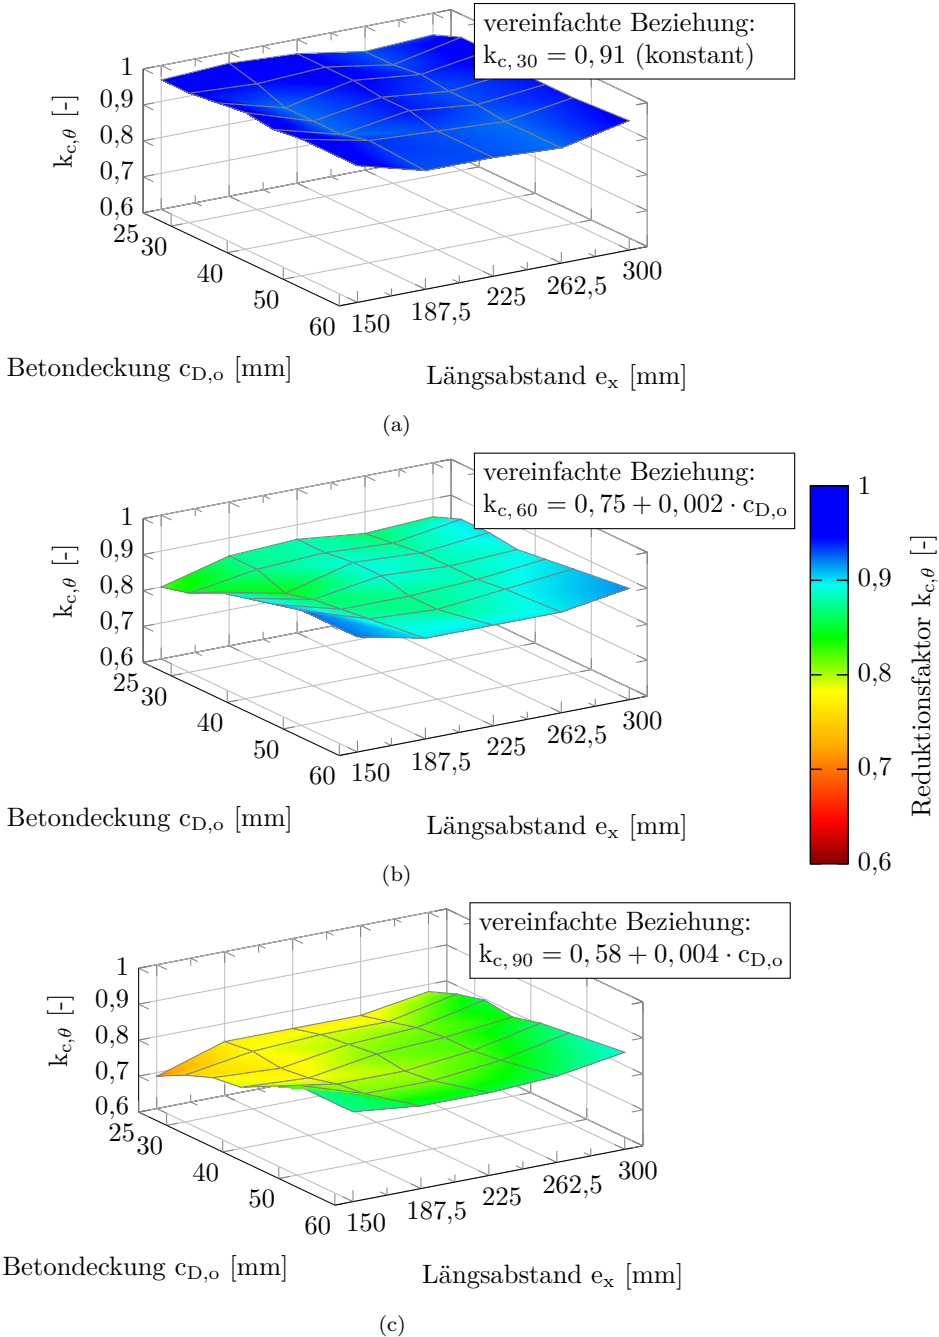 vereinfachte Beziehung:
k_c, 30 = 0, 91 (konstant)
1
0,9
0,8
0,7
0,6
k_c,θ [-]
25
30
40
50
60
150
187,5
225
262,5
300
Betondeckung c_D,o [mm]
Längsabstand e_x [mm]
(a)
vereinfachte Beziehung:
k_c, 60 = 0, 75 + 0, 002 · c_D,o
1
0,9
0,8
0,7
0,6
k_c,θ [-]
25
30
40
50
60
150
187,5
225
262,5
300
Betondeckung c_D,o [mm]
Längsabstand e_x [mm]
(b)
1
0,9
0,8
0,7
0,6
Reduktionsfaktor k_c,θ [-]
vereinfachte Beziehung:
k_c, 90 = 0, 58 + 0, 004 · c_D,o
1
0,9
0,8
0,7
0,6
k_c,θ [-]
25
30
40
50
60
150
187,5
225
262,5
300
Betondeckung c_D,o [mm]
Längsabstand e_x [mm]
(c)